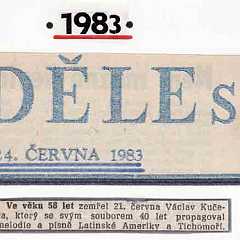 • 1983 •
DĚLE s
24. ČERVNA 1983
Ve věku 58 let zemřel 21. června Václav Kuče-
a, který se svým souborem 40 let propagoval
melodie a písně Latinské Ameriky a Tichomoří.